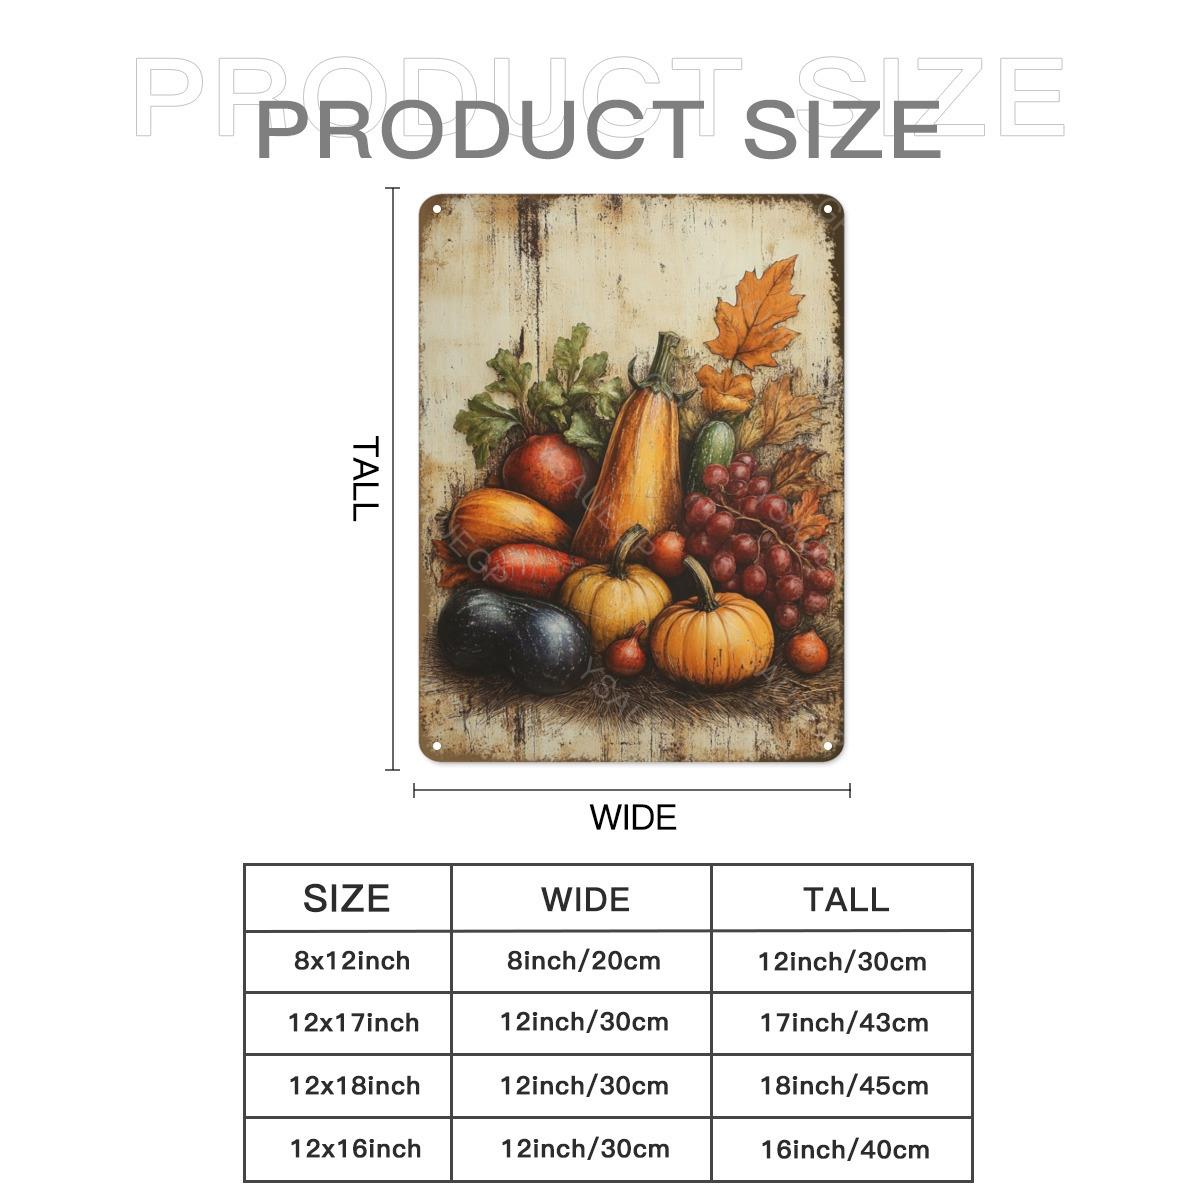 PRODUCT SIZE
PRODUCT SIZE
TALL
WIDE
SIZE WIDE TALL
8x12inch 8inch/20cm 12inch/30cm
12x17inch 12inch/30cm 17inch/43cm
12x18inch 12inch/30cm 18inch/45cm
12x16inch 12inch/30cm 16inch/40cm